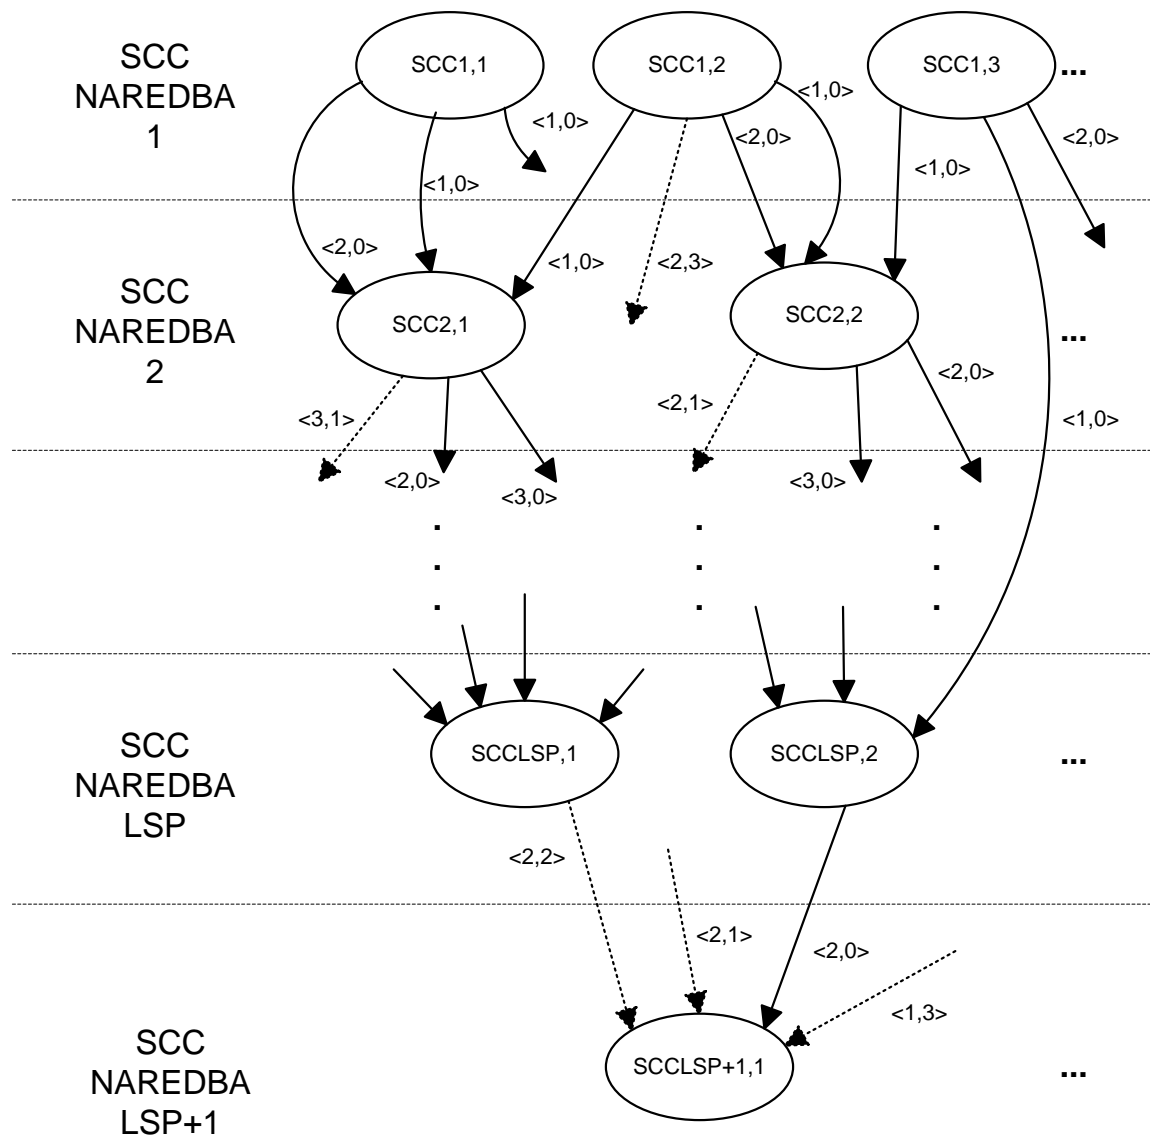 SCC
NAREDBA
1
SCC1,1
SCC1,2
SCC1,3
...
<1,0>
<1,0>
<2,0>
<2,0>
<1,0>
<1,0>
<2,0>
<1,0>
<2,3>
SCC
NAREDBA
2
SCC2,1
SCC2,2
...
<3,1>
<2,1>
<2,0>
<1,0>
<2,0>
<3,0>
<3,0>
.
.
.
.
.
.
.
.
.
SCC
NAREDBA
LSP
SCCLSP,1
SCCLSP,2
...
<2,2>
<2,1>
<2,0>
<1,3>
SCC
NAREDBA
LSP+1
SCCLSP+1,1
...